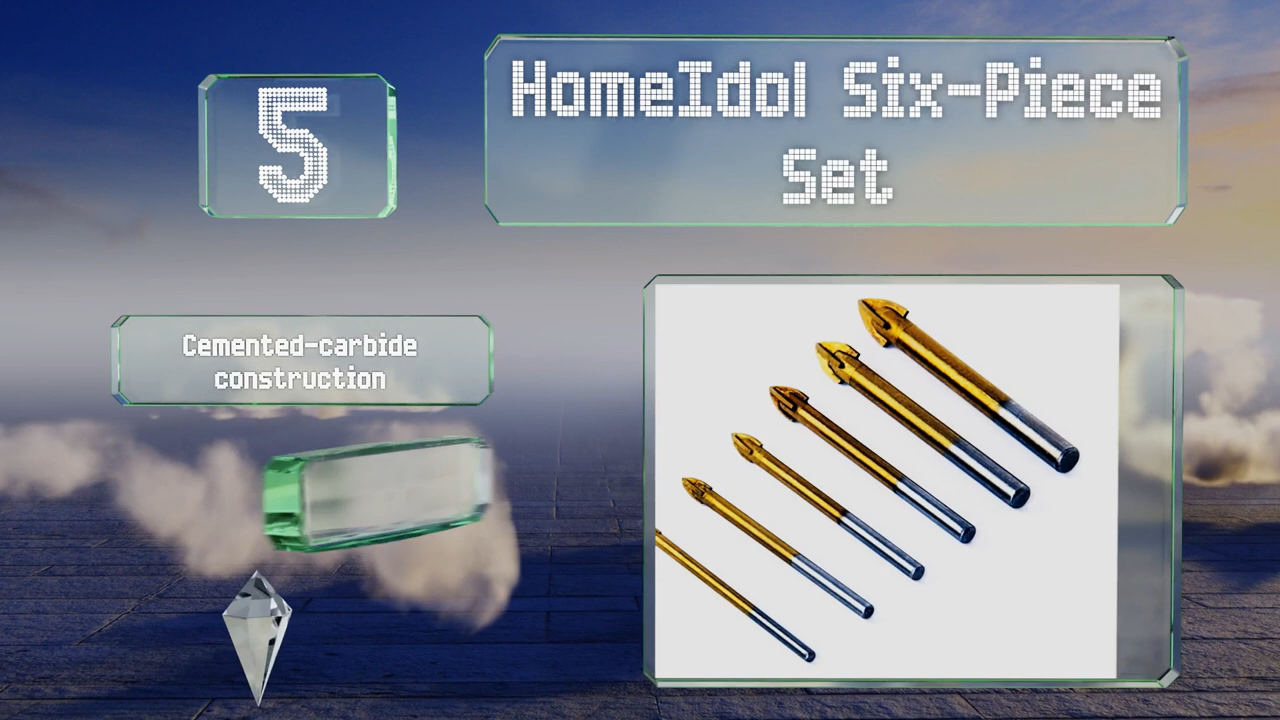 5
HomeIdol Six-Piece
Set
Cemented-carbide
construction